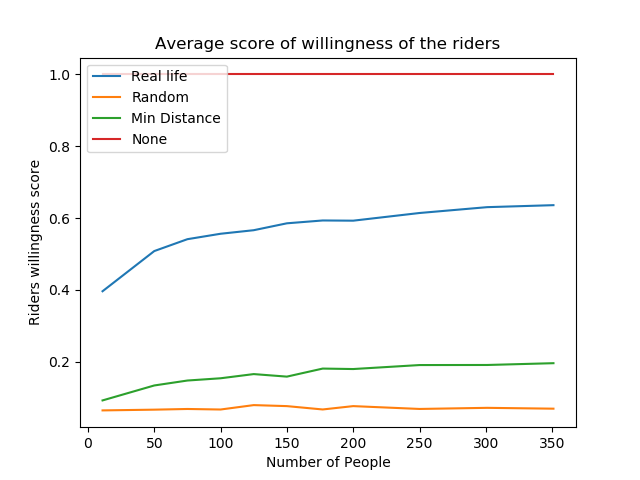 Average score of willingness of the riders
Real life
Random
Min Distance
None
1.0
0.8
0.6
0.4
0.2
Riders willingness score
0 50 100 150 200 250 300 350
Number of People